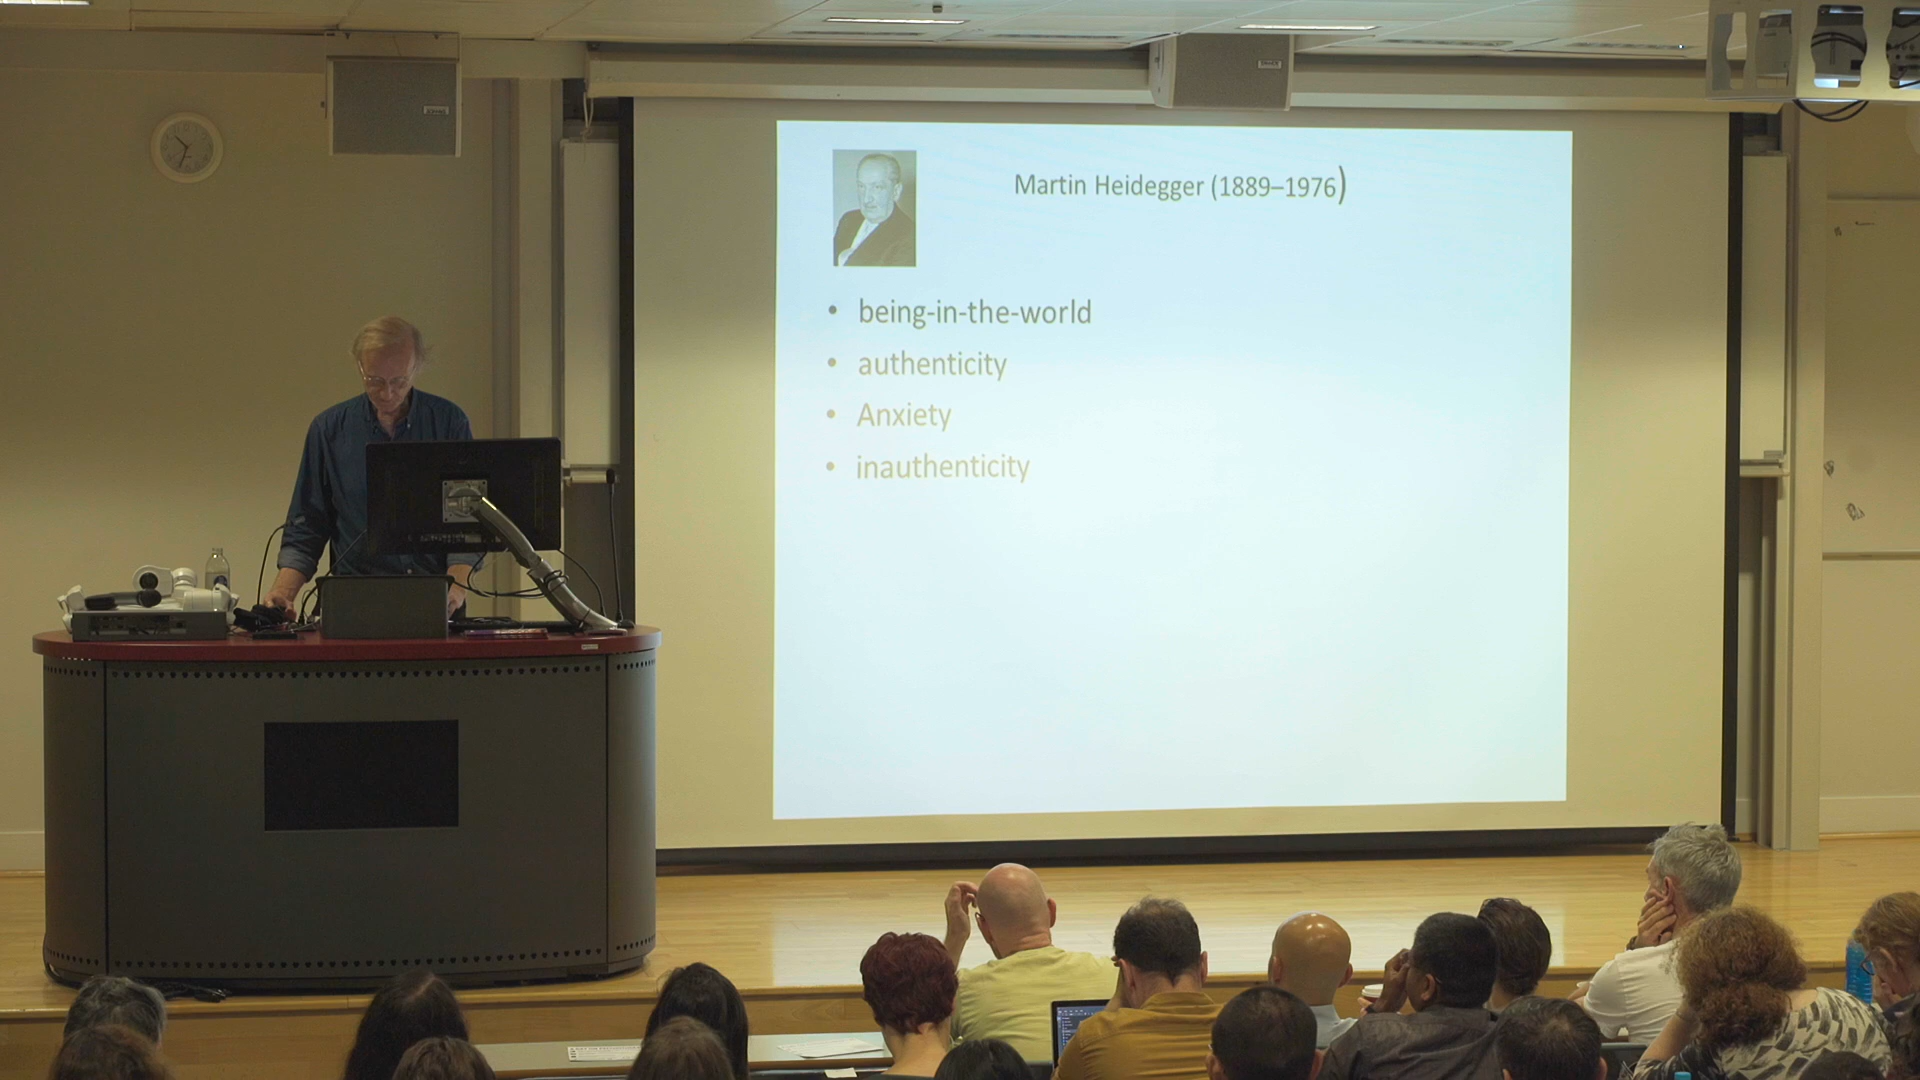 Martin Heidegger (1889–1976)
• being-in-the-world
• authenticity
• Anxiety
• inauthenticity